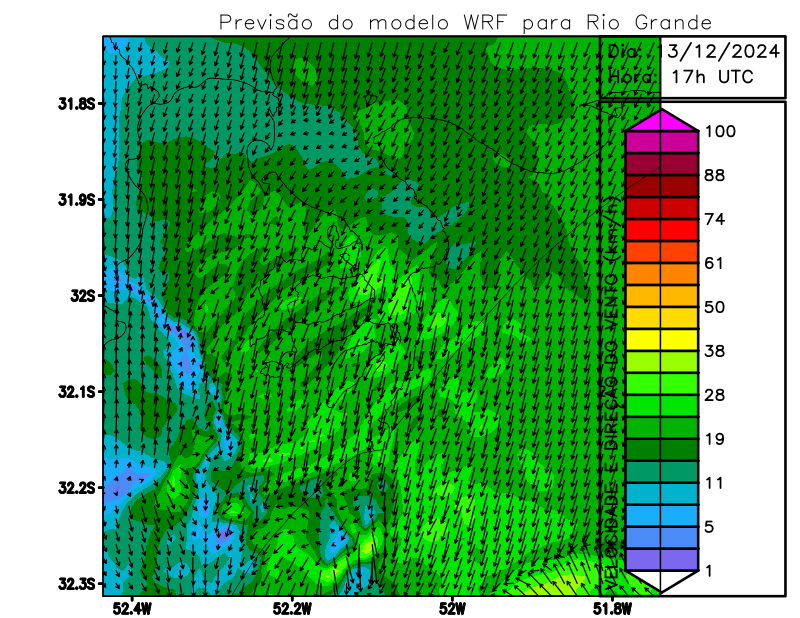 Previsão do modelo WRF para Rio Grande
Dia: 13/12/2024
Hora: 17h UTC
31.8S
31.9S
32S
32.1S
32.2S
32.3S
52.4W
52.2W
52W
51.8W
VELOCIDADE E DIREÇÃO DO VENTO (km/h)
100
88
74
61
50
38
28
19
11
5
1